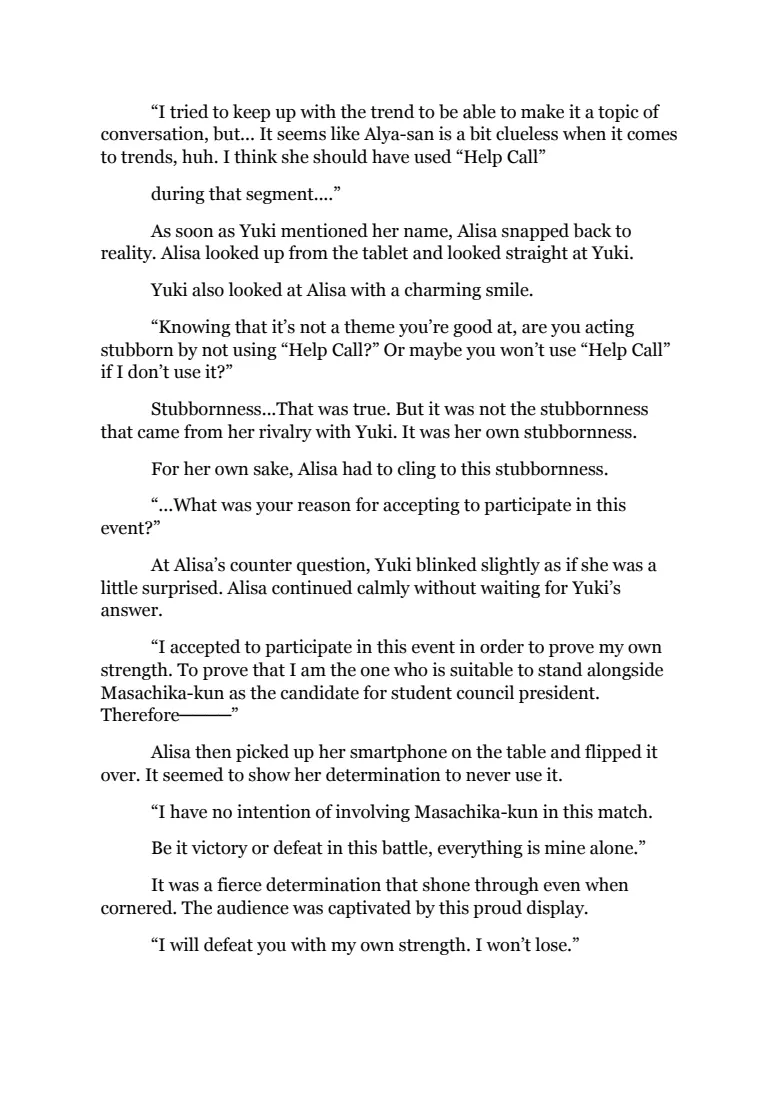 “I tried to keep up with the trend to be able to make it a topic of
conversation, but... It seems like Alya-san is a bit clueless when it comes
to trends, huh. I think she should have used “Help Call”
during that segment....”
As soon as Yuki mentioned her name, Alisa snapped back to
reality. Alisa looked up from the tablet and looked straight at Yuki.
Yuki also looked at Alisa with a charming smile.
“Knowing that it’s not a theme you’re good at, are you acting
stubborn by not using “Help Call?” Or maybe you won’t use “Help Call”
if I don’t use it?”
Stubbornness...That was true. But it was not the stubbornness
that came from her rivalry with Yuki. It was her own stubbornness.
For her own sake, Alisa had to cling to this stubbornness.
“...What was your reason for accepting to participate in this
event?”
At Alisa’s counter question, Yuki blinked slightly as if she was a
little surprised. Alisa continued calmly without waiting for Yuki’s
answer.
“I accepted to participate in this event in order to prove my own
strength. To prove that I am the one who is suitable to stand alongside
Masachika-kun as the candidate for student council president.
Therefore———”
Alisa then picked up her smartphone on the table and flipped it
over. It seemed to show her determination to never use it.
“I have no intention of involving Masachika-kun in this match.
Be it victory or defeat in this battle, everything is mine alone.”
It was a fierce determination that shone through even when
cornered. The audience was captivated by this proud display.
“I will defeat you with my own strength. I won’t lose.”